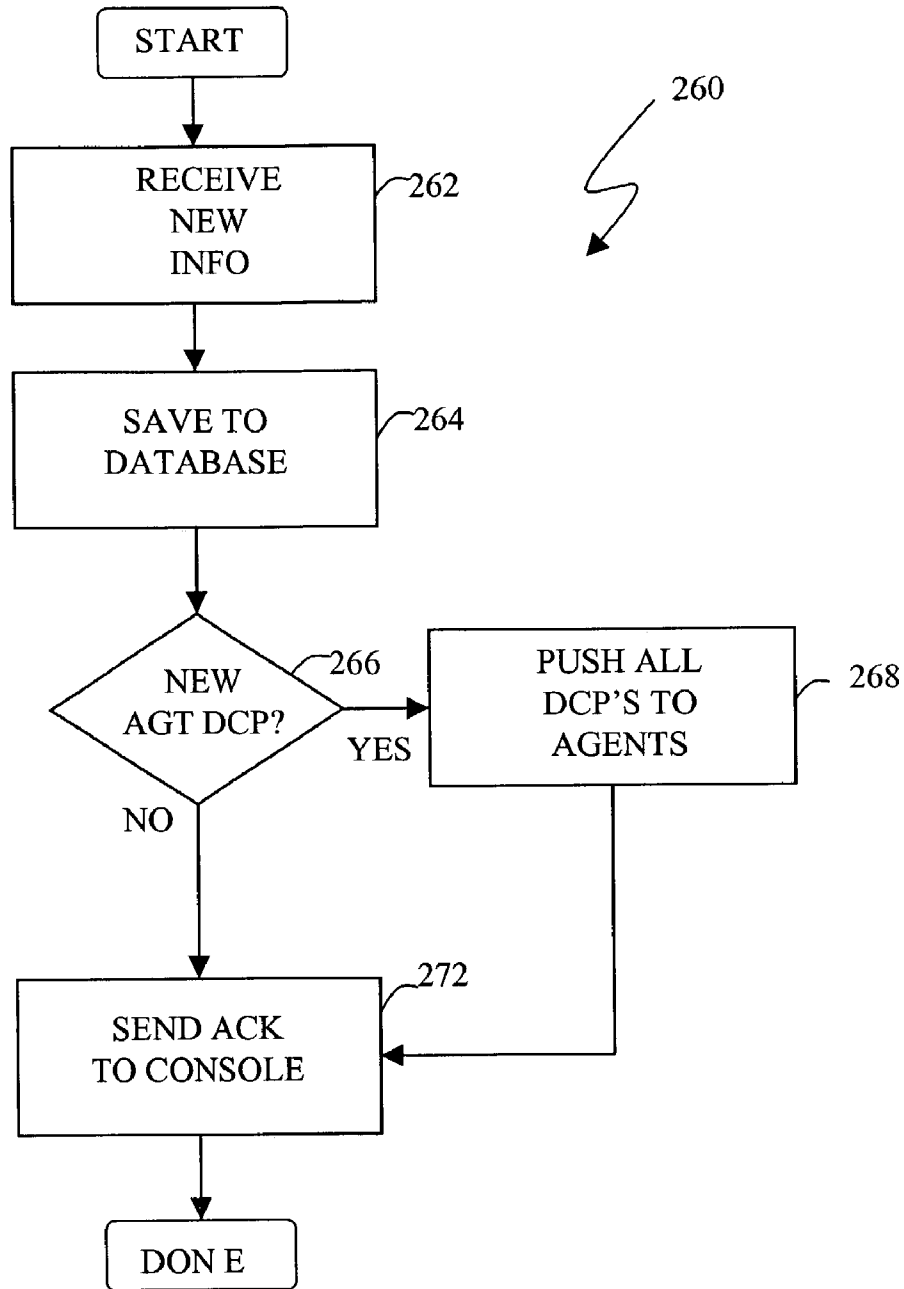 START
260
RECEIVE
NEW
INFO
262
SAVE TO
DATABASE
264
NEW
AGT DCP?
266
YES
NO
PUSH ALL
DCP'S TO
AGENTS
268
SEND ACK
TO CONSOLE
272
DON E